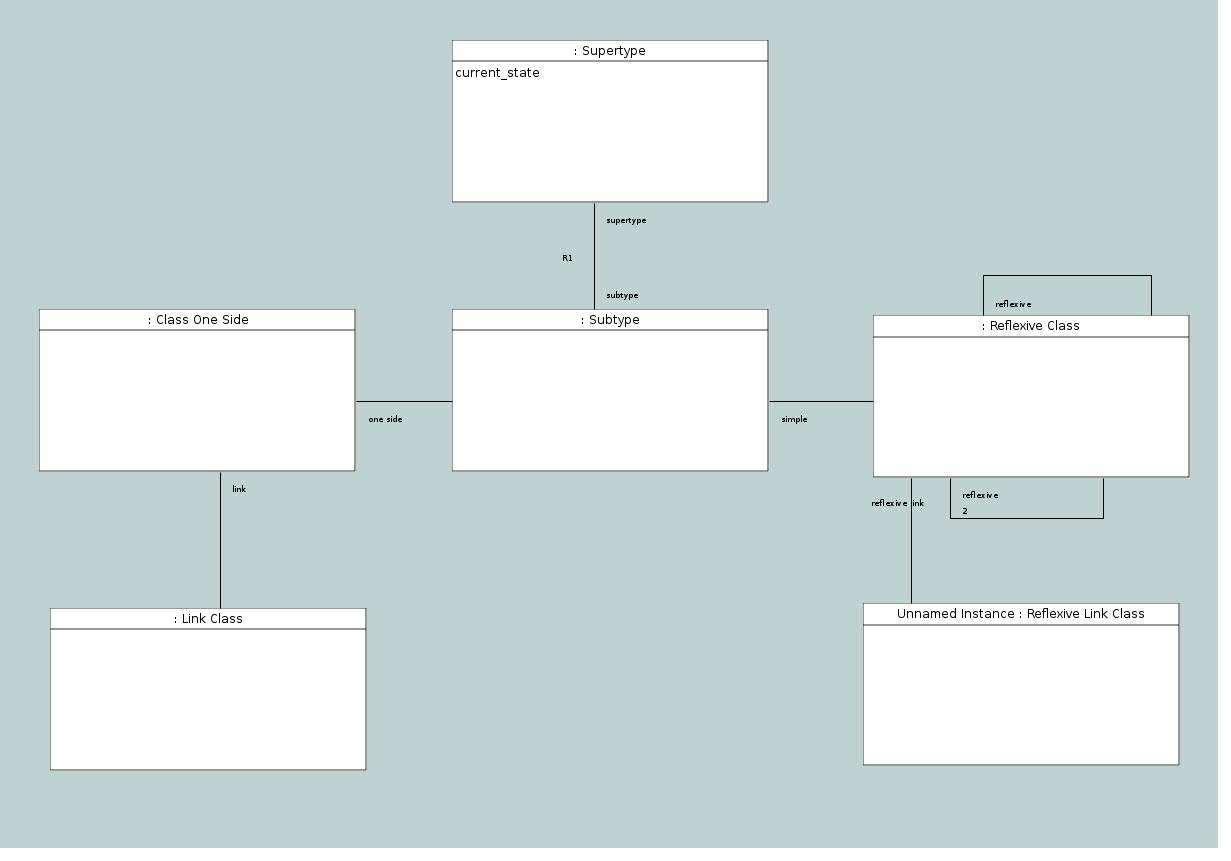 : Supertype
current_state
supertype
R1
subtype
reflexive
: Class One Side
: Subtype
: Reflexive Class
one side
simple
link
reflexive
reflexive ink
2
: Link Class
Unnamed Instance : Reflexive Link Class